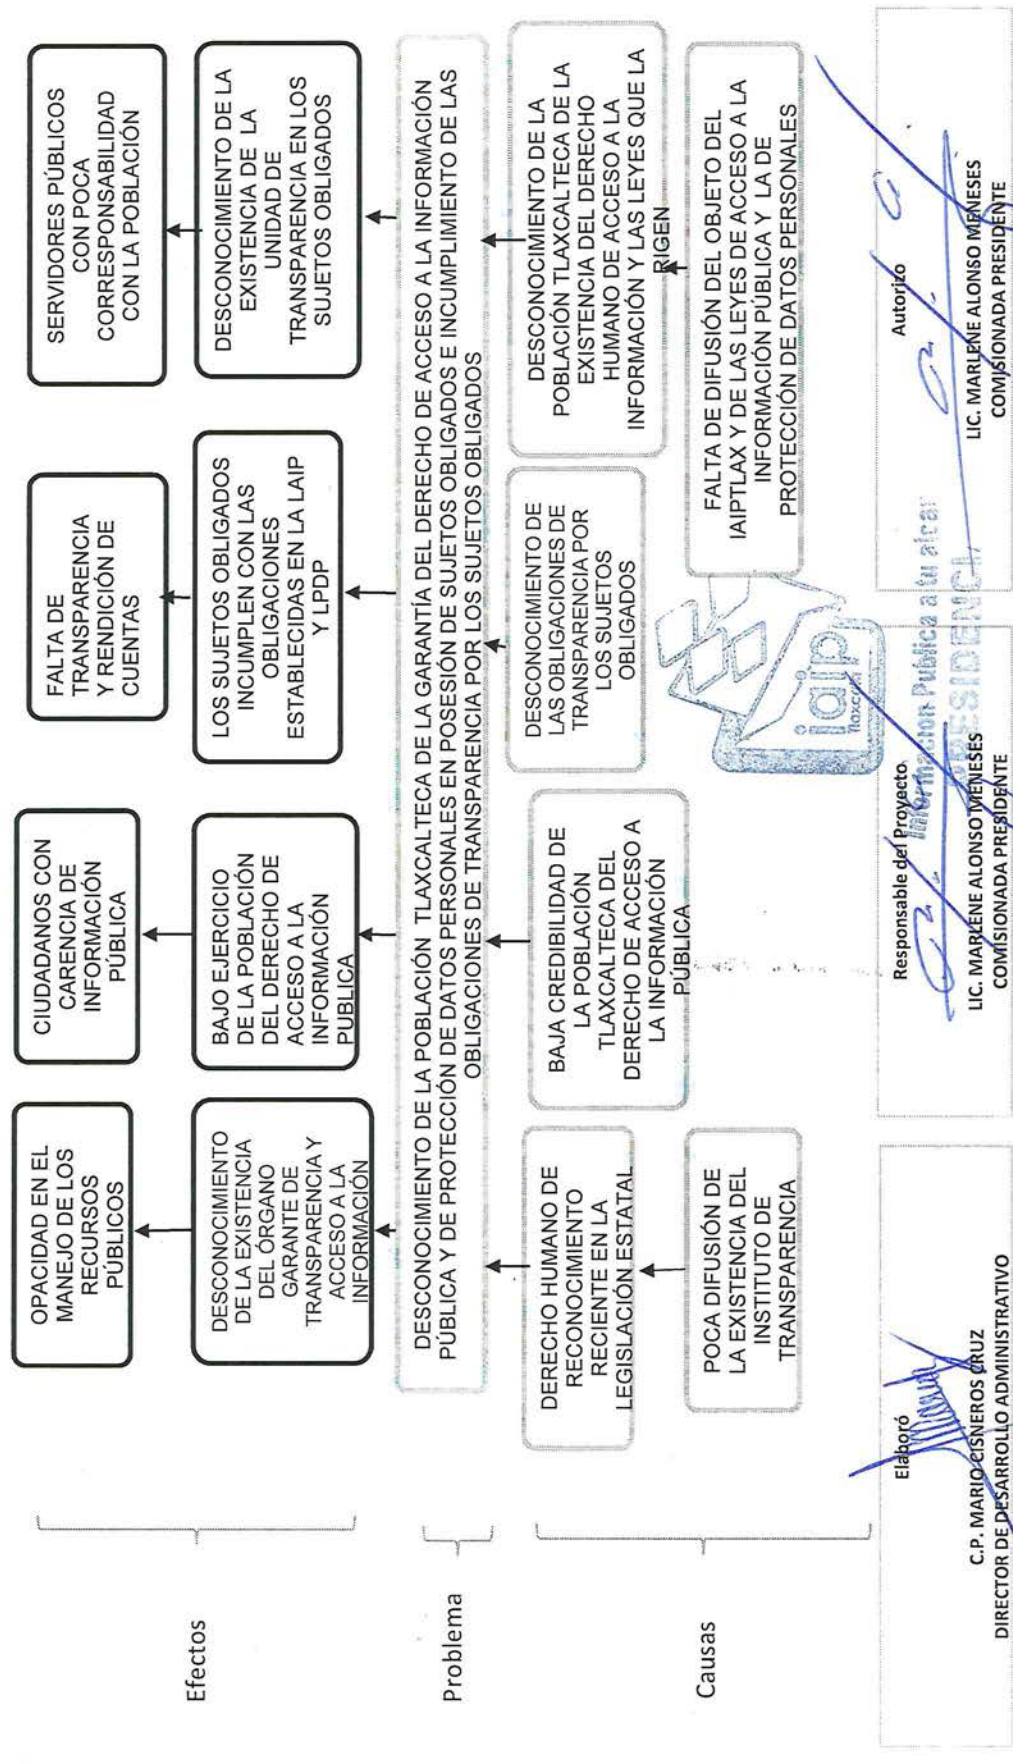 Efectos
OPACIDAD EN EL
MANEJO DE LOS
RECURSOS
PÚBLICOS
CIUDADANOS CON
CARENCIA DE
INFORMACIÓN
PÚBLICA
FALTA DE
TRANSPARENCIA
Y RENDICIÓN DE
CUENTAS
SERVIDORES PÚBLICOS
CON POCA
CORRESPONSABILIDAD
CON LA POBLACIÓN
DESCONOCIMIENTO
DE LA EXISTENCIA
DEL ÓRGANO
GARANTE DE
TRANSPARENCIA Y
ACCESO A LA
INFORMACIÓN
BAJO EJERCICIO
DE LA POBLACIÓN
DEL DERECHO DE
ACCESO A LA
INFORMACIÓN
PUBLICA
LOS SUJETOS OBLIGADOS
INCUMPLEN CON LAS
OBLIGACIONES
ESTABLECIDAS EN LA LAIP
Y LPDP
DESCONOCIMIENTO DE LA
EXISTENCIA DE LA
UNIDAD DE
TRANSPARENCIA EN LOS
SUJETOS OBLIGADOS
Problema
DESCONOCIMIENTO DE LA POBLACIÓN TLAXCALTECA DE LA GARANTÍA DEL DERECHO DE ACCESO A LA INFORMACIÓN
PÚBLICA Y DE PROTECCIÓN DE DATOS PERSONALES EN POSESIÓN DE SUJETOS OBLIGADOS E INCUMPLIMIENTO DE LAS
OBLIGACIONES DE TRANSPARENCIA POR LOS SUJETOS OBLIGADOS
Causas
DERECHO HUMANO DE
RECONOCIMIENTO
RECIENTE EN LA
LEGISLACIÓN ESTATAL
BAJA CREDIBILIDAD DE
LA POBLACIÓN
TLAXCALTECA DEL
DERECHO DE ACCESO A
LA INFORMACIÓN
PÚBLICA
DESCONOCIMIENTO DE
LAS OBLIGACIONES DE
TRANSPARENCIA POR
LOS SUJETOS
OBLIGADOS
DESCONOCIMIENTO DE LA
POBLACIÓN TLAXCALTECA DE LA
EXISTENCIA DEL DERECHO
HUMANO DE ACCESO A LA
INFORMACIÓN Y LAS LEYES QUE LA
RIGEN
POCA DIFUSIÓN DE
LA EXISTENCIA DEL
INSTITUTO DE
TRANSPARENCIA
FALTA DE DIFUSIÓN DEL OBJETO DEL
IAIPTLAX Y DE LAS LEYES DE ACCESO A LA
INFORMACIÓN PÚBLICA Y LA DE
PROTECCIÓN DE DATOS PERSONALES
iaip
Tlaxcala
Información Pública a tu alcan
PRESIDENCI
Elaboró
C.P. MARIO CISNEROS CRUZ
DIRECTOR DE DESARROLLO ADMINISTRATIVO
Responsable del Proyecto
LIC. MARLENE ALONSO MENESES
COMISIONADA PRESIDENTE
Autorizo
LIC. MARLENE ALONSO MENESES
COMISIONADA PRESIDENTE